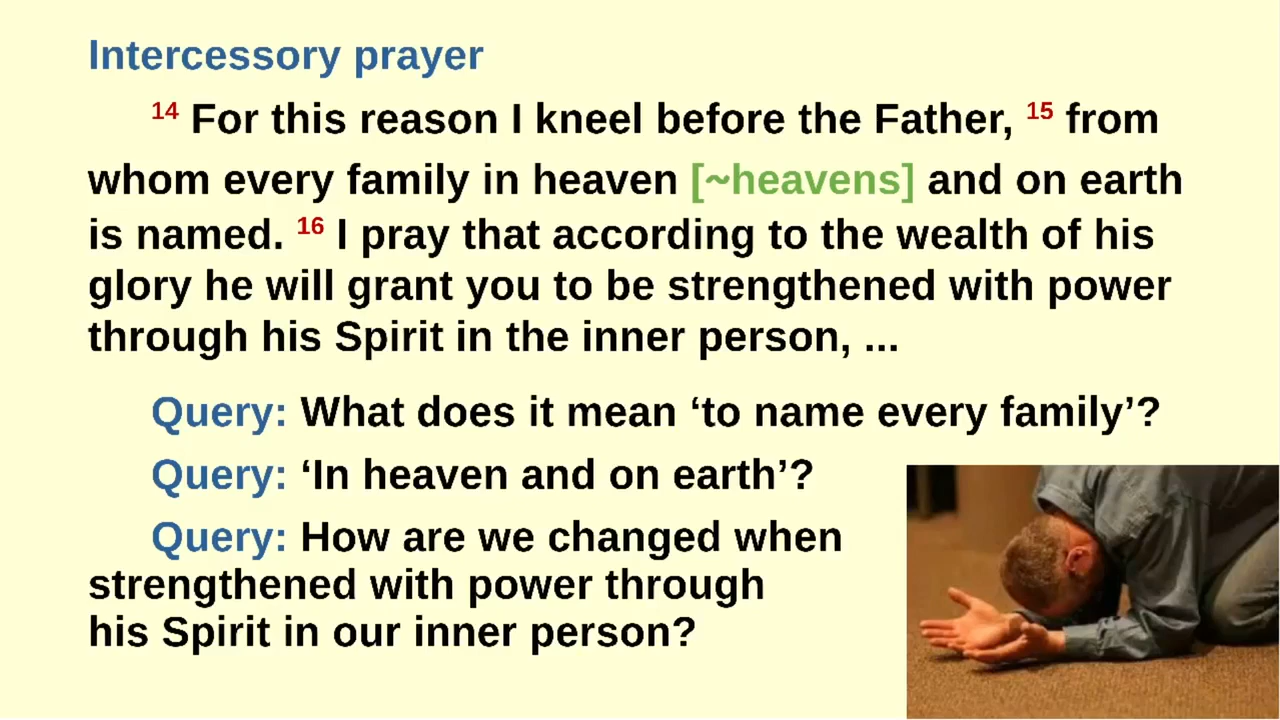 Intercessory prayer
14 For this reason I kneel before the Father, 15 from
whom every family in heaven [~heavens] and on earth
is named. 16 I pray that according to the wealth of his
glory he will grant you to be strengthened with power
through his Spirit in the inner person, ...
Query: What does it mean ‘to name every family’?
Query: ‘In heaven and on earth’?
Query: How are we changed when
strengthened with power through
his Spirit in our inner person?